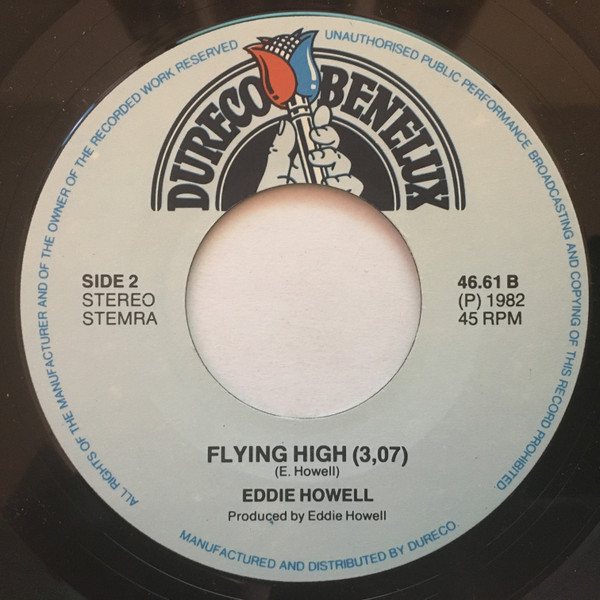 DURECO BENELUX
ALL RIGHTS OF THE MANUFACTURER AND OF THE OWNER OF THE RECORDED WORK RESERVED
UNAUTHORISED PUBLIC PERFORMANCE BROADCASTING AND COPYING OF THIS RECORD PROHIBITED.
SIDE 2
STEREO
STEMRA
46.61 B
(P) 1982
45 RPM
FLYING HIGH (3,07)
(E. Howell)
EDDIE HOWELL
Produced by Eddie Howell
MANUFACTURED AND DISTRIBUTED BY DURECO.